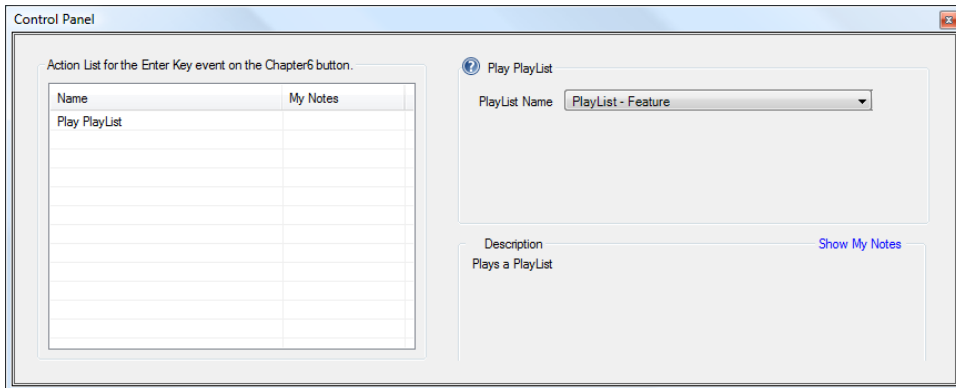 Control Panel
Action List for the Enter Key event on the Chapter6 button.
Name My Notes
Play PlayList
Play PlayList
PlayList Name PlayList - Feature
Description Show My Notes
Plays a PlayList